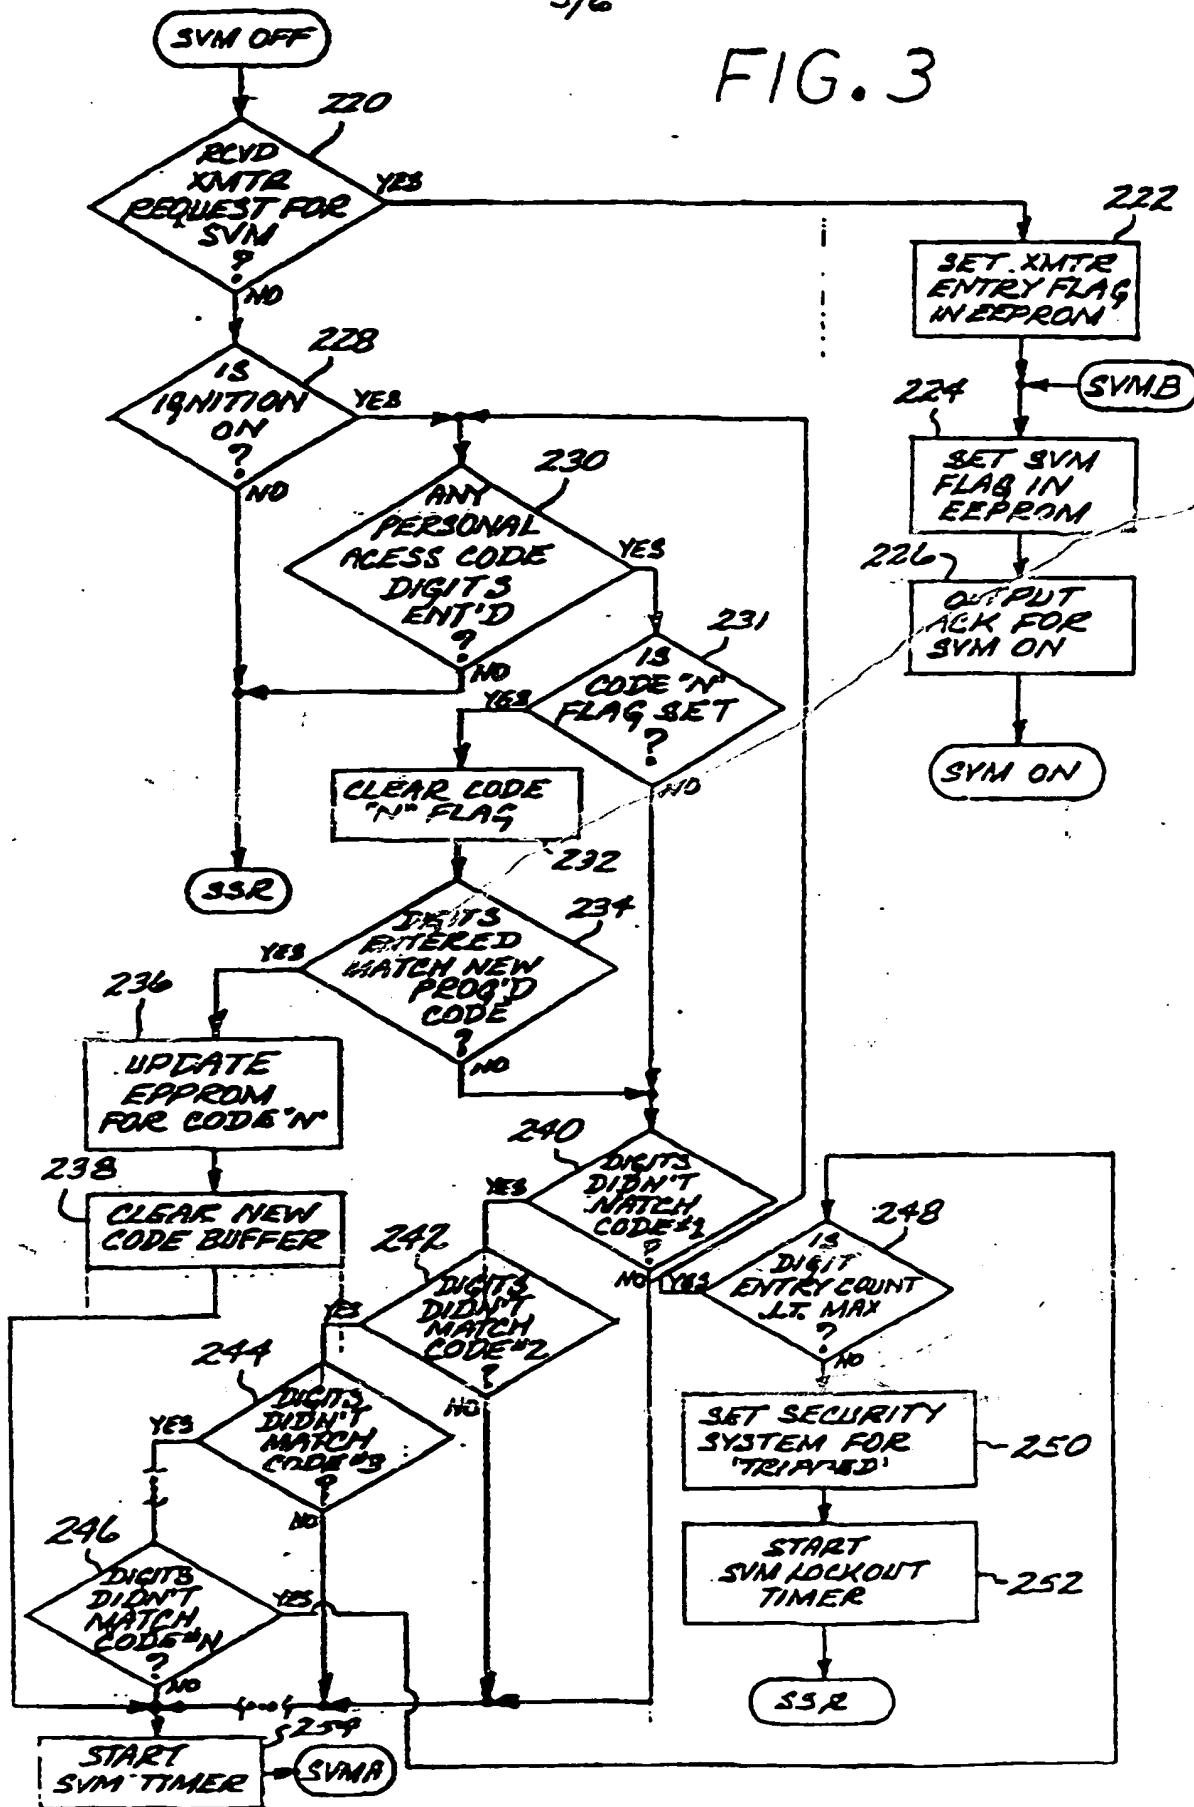 3/6
FIG. 3
SVM OFF
220
RCVD
XMTR
REQUEST FOR
SVM
?
YES
NO
222
SET XMTR
ENTRY FLAG
IN EEPROM
SVMB
224
SET SVM
FLAG IN
EEPROM
226
OUTPUT
ACK FOR
SVM ON
SVM ON
228
IS
IGNITION
ON
?
YES
NO
230
ANY
PERSONAL
ACESS CODE
DIGITS
ENT'D
?
YES
NO
231
IS
CODE "N"
FLAG SET
?
YES
NO
CLEAR CODE
"N" FLAG
232
SSR
234
DIGITS
ENTERED
MATCH NEW
PROG'D
CODE
?
YES
NO
236
UPDATE
EPPROM
FOR CODE "N"
238
CLEAR NEW
CODE BUFFER
240
DIGITS
DIDN'T
MATCH
CODE #1
?
YES
NO
242
DIGITS
DIDN'T
MATCH
CODE #2
?
YES
NO
244
DIGITS
DIDN'T
MATCH
CODE #3
?
YES
NO
246
DIGITS
DIDN'T
MATCH
CODE #N
?
YES
NO
248
IS
DIGIT
ENTRY COUNT
.LT. MAX
?
YES
NO
SET SECURITY
SYSTEM FOR
'TRIPPED'
250
START
SVM LOCKOUT
TIMER
252
SSR
254
START
SVM TIMER
SVMA